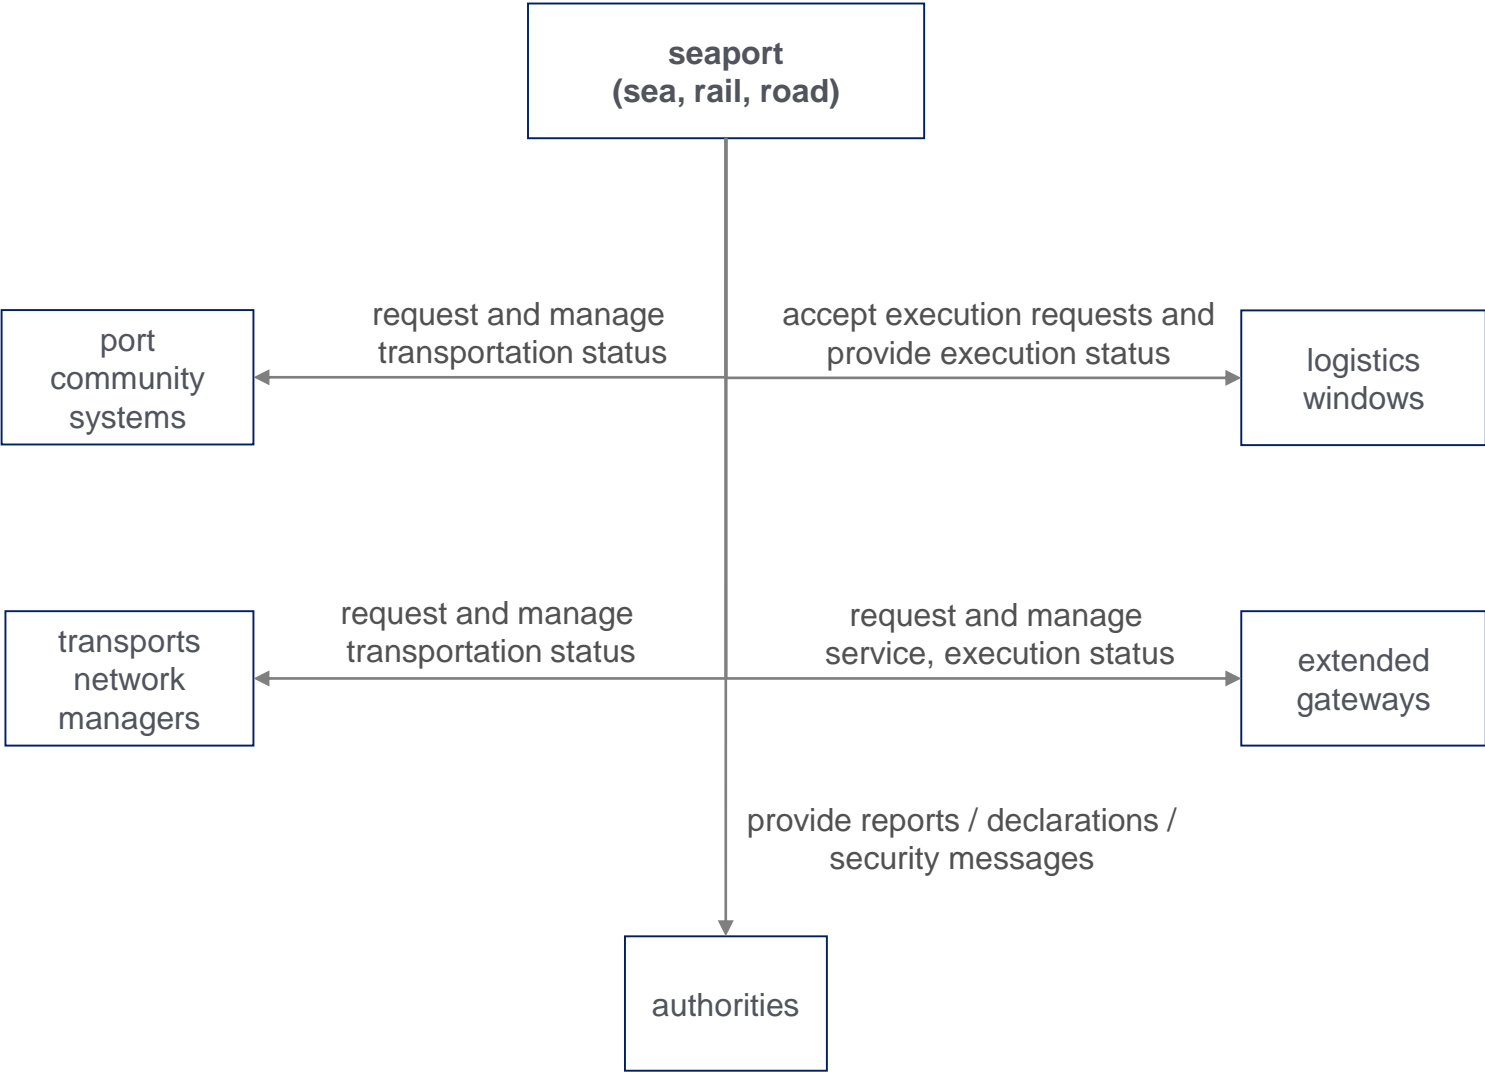 seaport
(sea, rail, road)
request and manage
transportation status
accept execution requests and
provide execution status
port
community
systems
logistics
windows
request and manage
transportation status
request and manage
service, execution status
transports
network
managers
extended
gateways
provide reports / declarations /
security messages
authorities